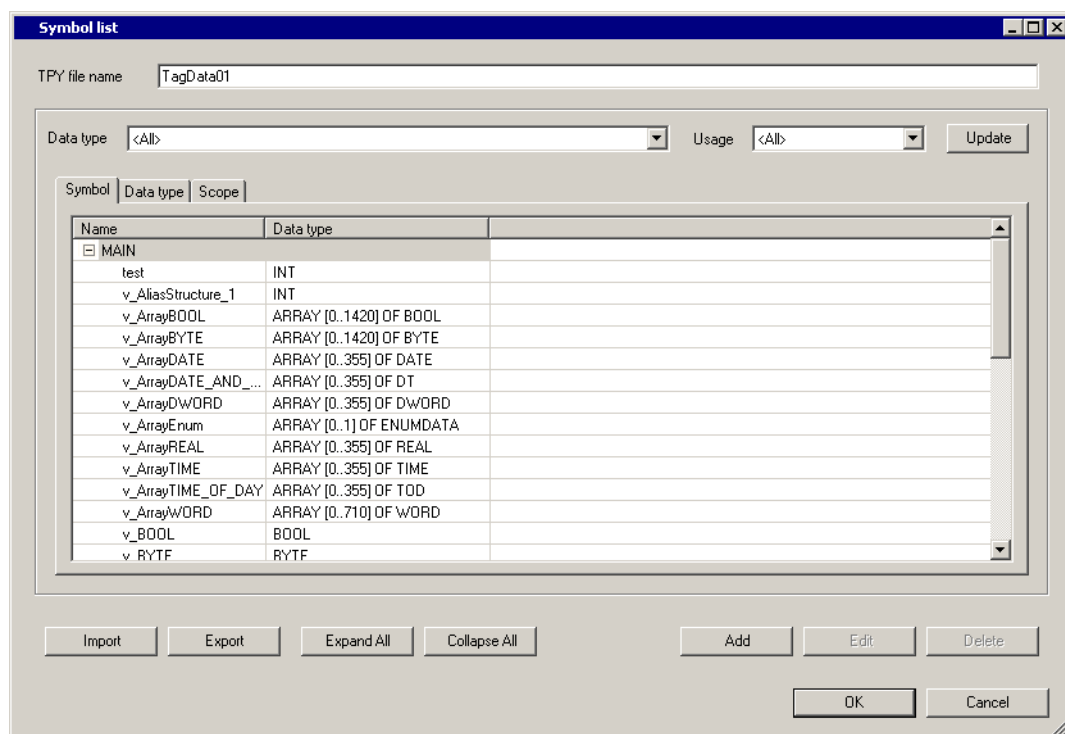 Symbol list
TPY file name TagData01
Data type <All> Usage <All> Update
Symbol Data type Scope
Name Data type
MAIN
test INT
v_AliasStructure_1 INT
v_ArrayBOOL ARRAY [0..1420] OF BOOL
v_ArrayBYTE ARRAY [0..1420] OF BYTE
v_ArrayDATE ARRAY [0..355] OF DATE
v_ArrayDATE_AND_... ARRAY [0..355] OF DT
v_ArrayDWORD ARRAY [0..355] OF DWORD
v_ArrayEnum ARRAY [0..1] OF ENUMDATA
v_ArrayREAL ARRAY [0..355] OF REAL
v_ArrayTIME ARRAY [0..355] OF TIME
v_ArrayTIME_OF_DAY ARRAY [0..355] OF TOD
v_ArrayWORD ARRAY [0..710] OF WORD
v_BOOL BOOL
v_BYTE BYTE
Import Export Expand All Collapse All Add Edit Delete
OK Cancel